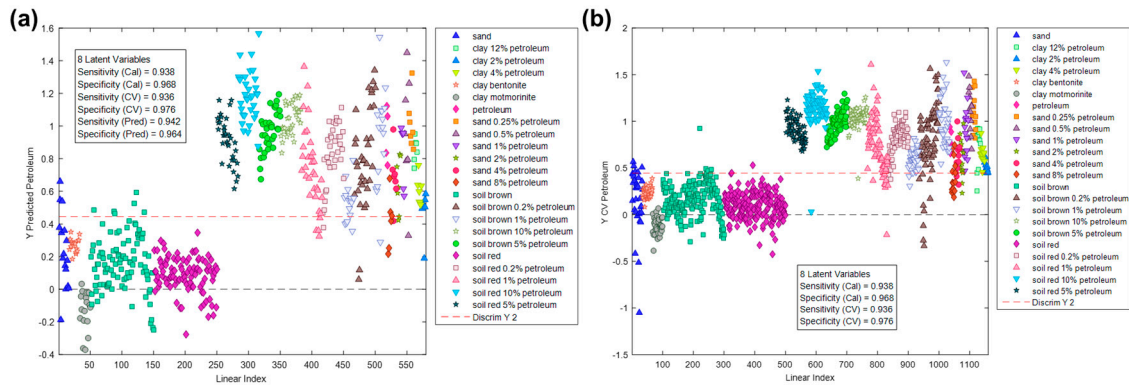 (a)
1.6
1.4
1.2
1
0.8
0.6
0.4
0.2
0
-0.2
-0.4
Y Predicted Petroleum
8 Latent Variables
Sensitivity (Cal) = 0.938
Specificity (Cal) = 0.968
Sensitivity (CV) = 0.936
Specificity (CV) = 0.976
Sensitivity (Pred) = 0.942
Specificity (Pred) = 0.964
50 100 150 200 250 300 350 400 450 500 550
Linear Index
sand
clay 12% petroleum
clay 2% petroleum
clay 4% petroleum
clay bentonite
clay motmorinite
petroleum
sand 0.25% petroleum
sand 0.5% petroleum
sand 1% petroleum
sand 2% petroleum
sand 4% petroleum
sand 8% petroleum
soil brown
soil brown 0.2% petroleum
soil brown 1% petroleum
soil brown 10% petroleum
soil brown 5% petroleum
soil red
soil red 0.2% petroleum
soil red 1% petroleum
soil red 10% petroleum
soil red 5% petroleum
Discrim Y 2
(b)
2
1.5
1
0.5
0
-0.5
-1
-1.5
Y CV Petroleum
8 Latent Variables
Sensitivity (Cal) = 0.938
Specificity (Cal) = 0.968
Sensitivity (CV) = 0.936
Specificity (CV) = 0.976
100 200 300 400 500 600 700 800 900 1000 1100
Linear Index
sand
clay 12% petroleum
clay 2% petroleum
clay 4% petroleum
clay bentonite
clay motmorinite
petroleum
sand 0.25% petroleum
sand 0.5% petroleum
sand 1% petroleum
sand 2% petroleum
sand 4% petroleum
sand 8% petroleum
soil brown
soil brown 0.2% petroleum
soil brown 1% petroleum
soil brown 10% petroleum
soil brown 5% petroleum
soil red
soil red 0.2% petroleum
soil red 1% petroleum
soil red 10% petroleum
soil red 5% petroleum
Discrim Y 2